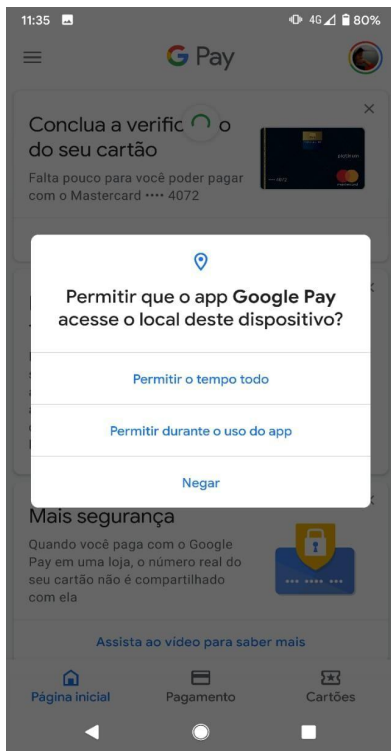 11:35 4G 80%
G Pay
Conclua a verific o
do seu cartão
Falta pouco para você poder pagar
com o Mastercard •••• 4072
platinum
4072
mastercard
Permitir que o app Google Pay
acesse o local deste dispositivo?
Permitir o tempo todo
Permitir durante o uso do app
Negar
Mais segurança
Quando você paga com o Google
Pay em uma loja, o número real do
seu cartão não é compartilhado
com ela
Assista ao vídeo para saber mais
Página inicial Pagamento Cartões